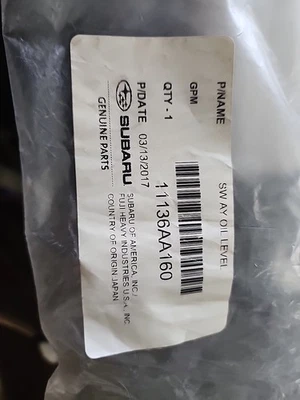 P/NAME SW AY OIL LEVEL
GPM
11136AA160
QTY - 1
P/DATE 03/13/2017
SUBARU
GENUINE PARTS
SUBARU OF AMERICA, INC./
FUJI HEAVY INDUSTRIES U.S.A., INC.
COUNTRY OF ORIGIN JAPAN